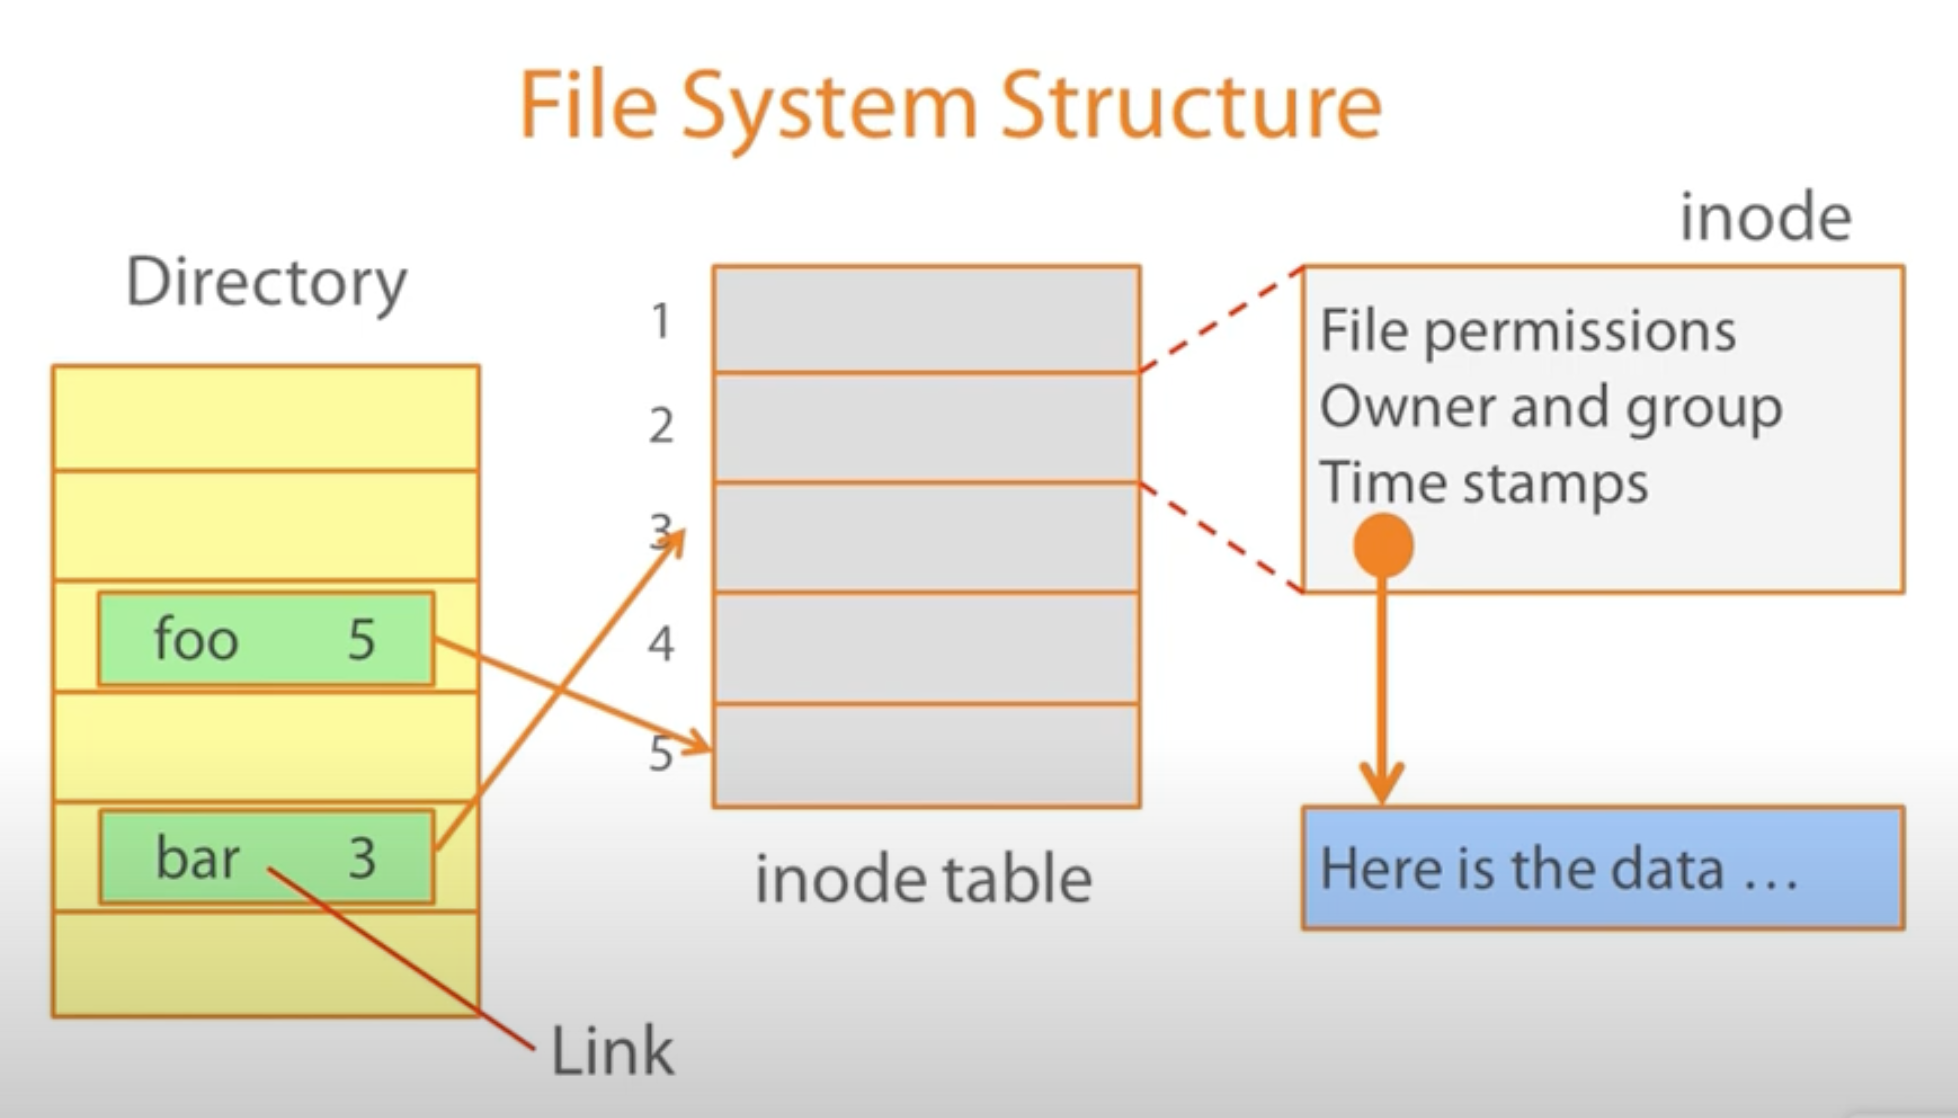 File System Structure
Directory
foo 5
bar 3
Link
1
2
3
4
5
inode table
inode
File permissions
Owner and group
Time stamps
Here is the data …